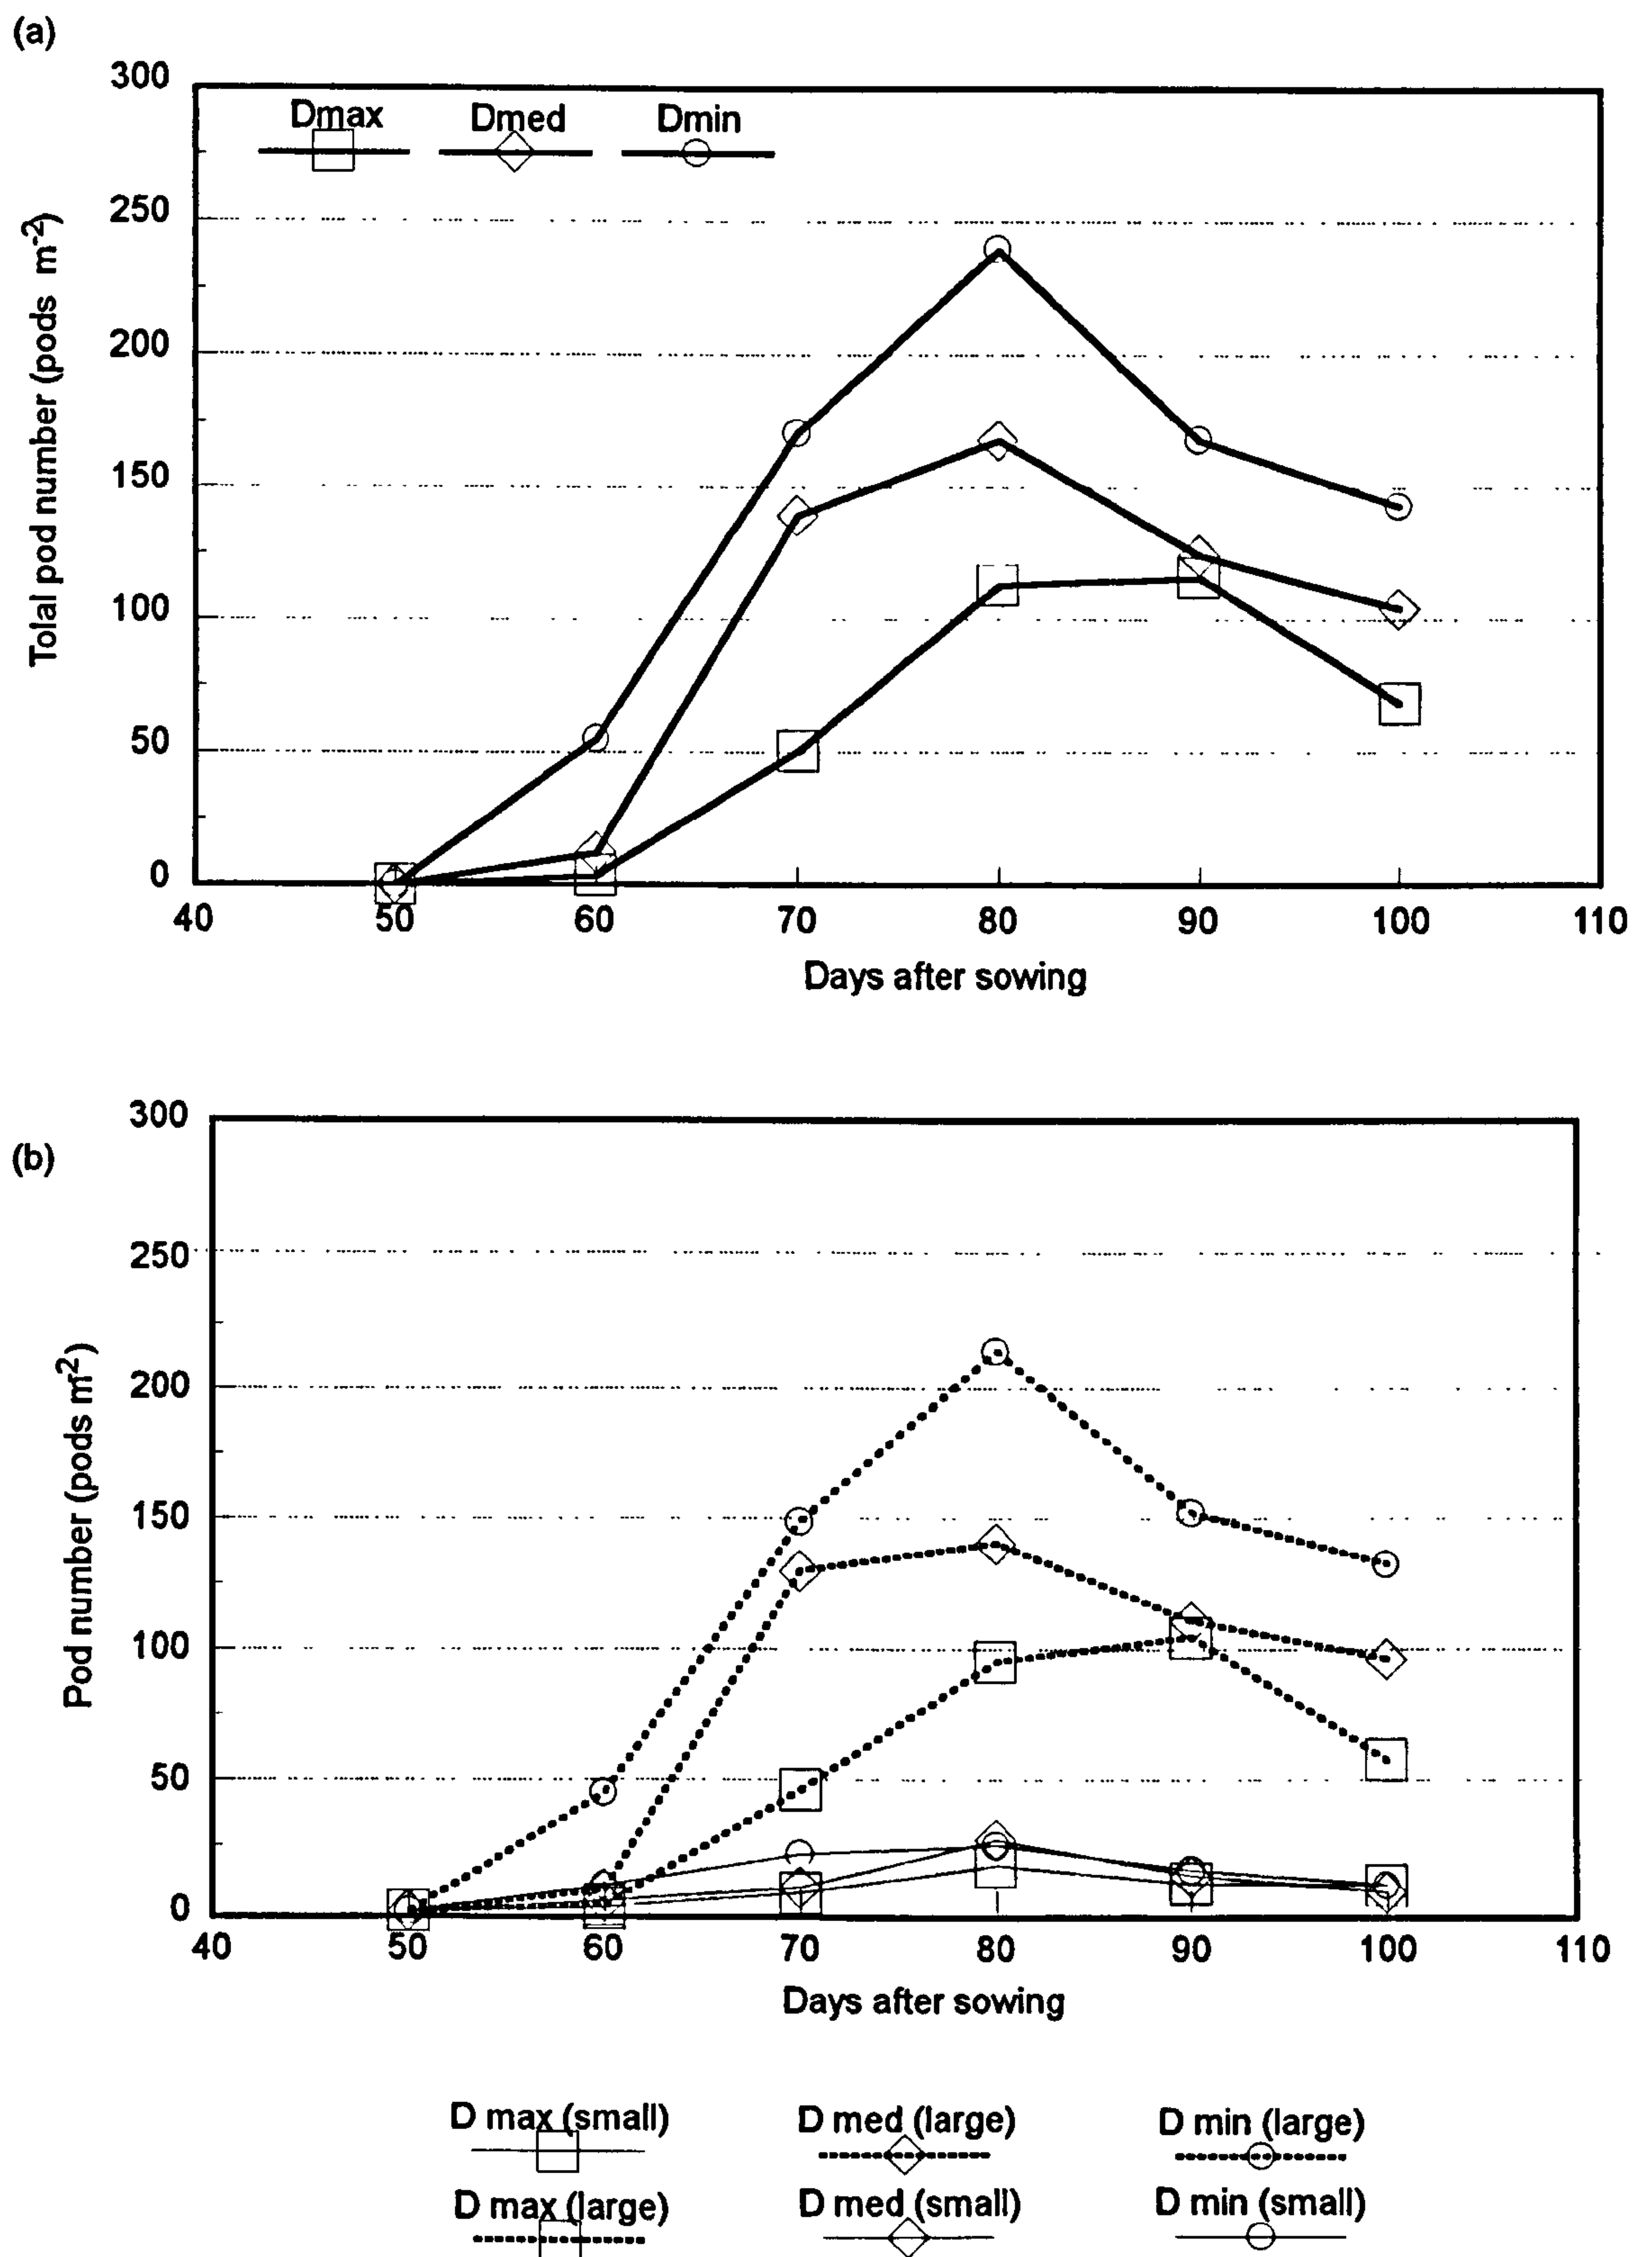 (a)
300
Dmax Dmed Dmin
250
200
150
100
50
0
Tolal pod number (pods m-2)
40 50 60 70 80 90 100 110
Days after sowing
(b)
300
250
200
150
100
50
0
Pod number (pods m-2)
40 50 60 70 80 90 100 110
Days after sowing
D max (small) D med (large) D min (large)
D max (large) D med (small) D min (small)